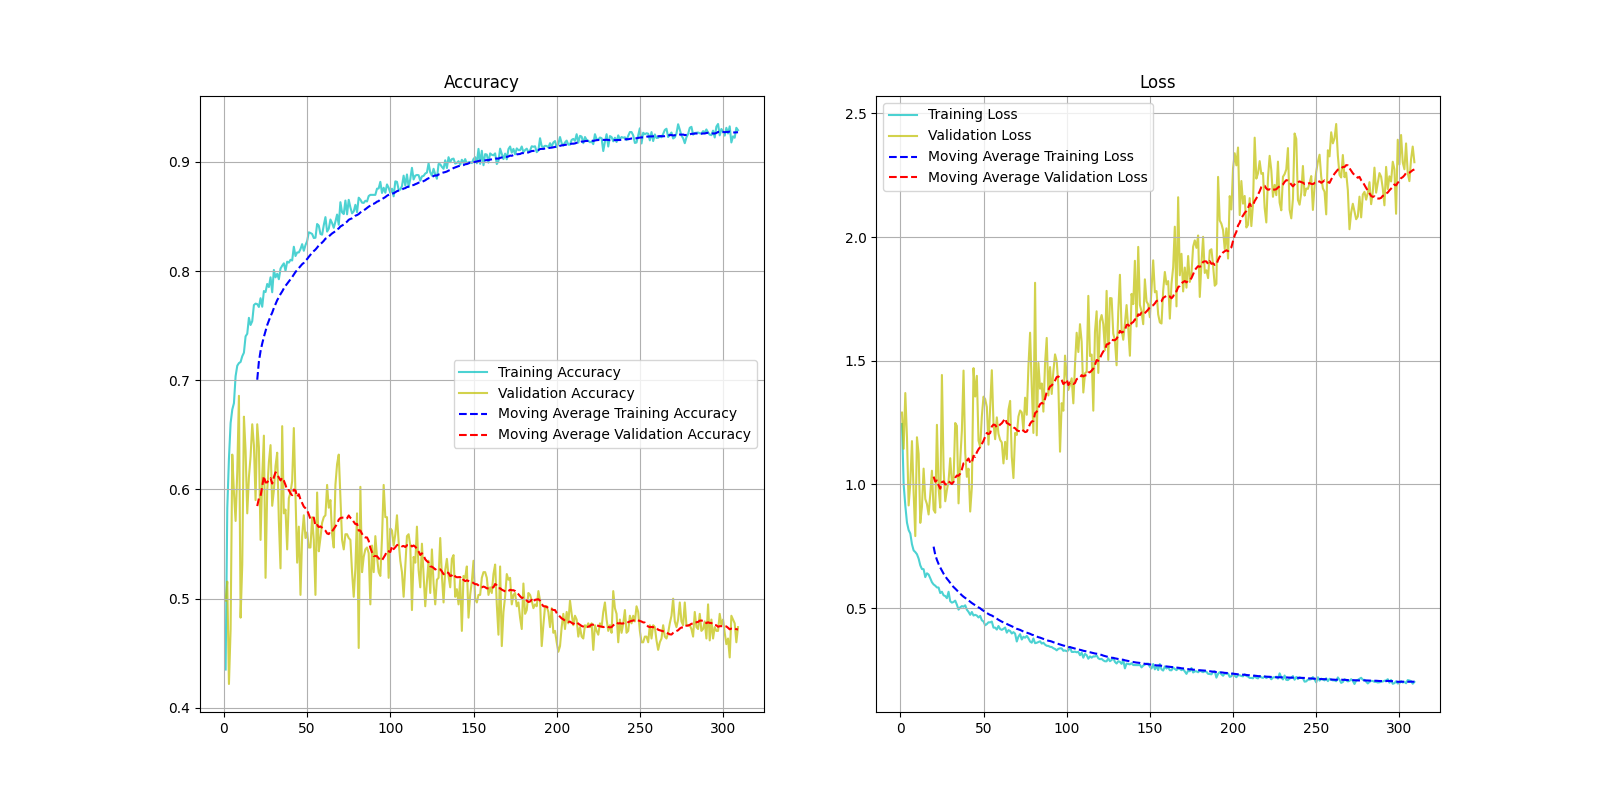 Accuracy
0.9
0.8
0.7
0.6
0.5
0.4
Training Accuracy
Validation Accuracy
Moving Average Training Accuracy
Moving Average Validation Accuracy
0 50 100 150 200 250 300
Loss
2.5
2.0
1.5
1.0
0.5
Training Loss
Validation Loss
Moving Average Training Loss
Moving Average Validation Loss
0 50 100 150 200 250 300